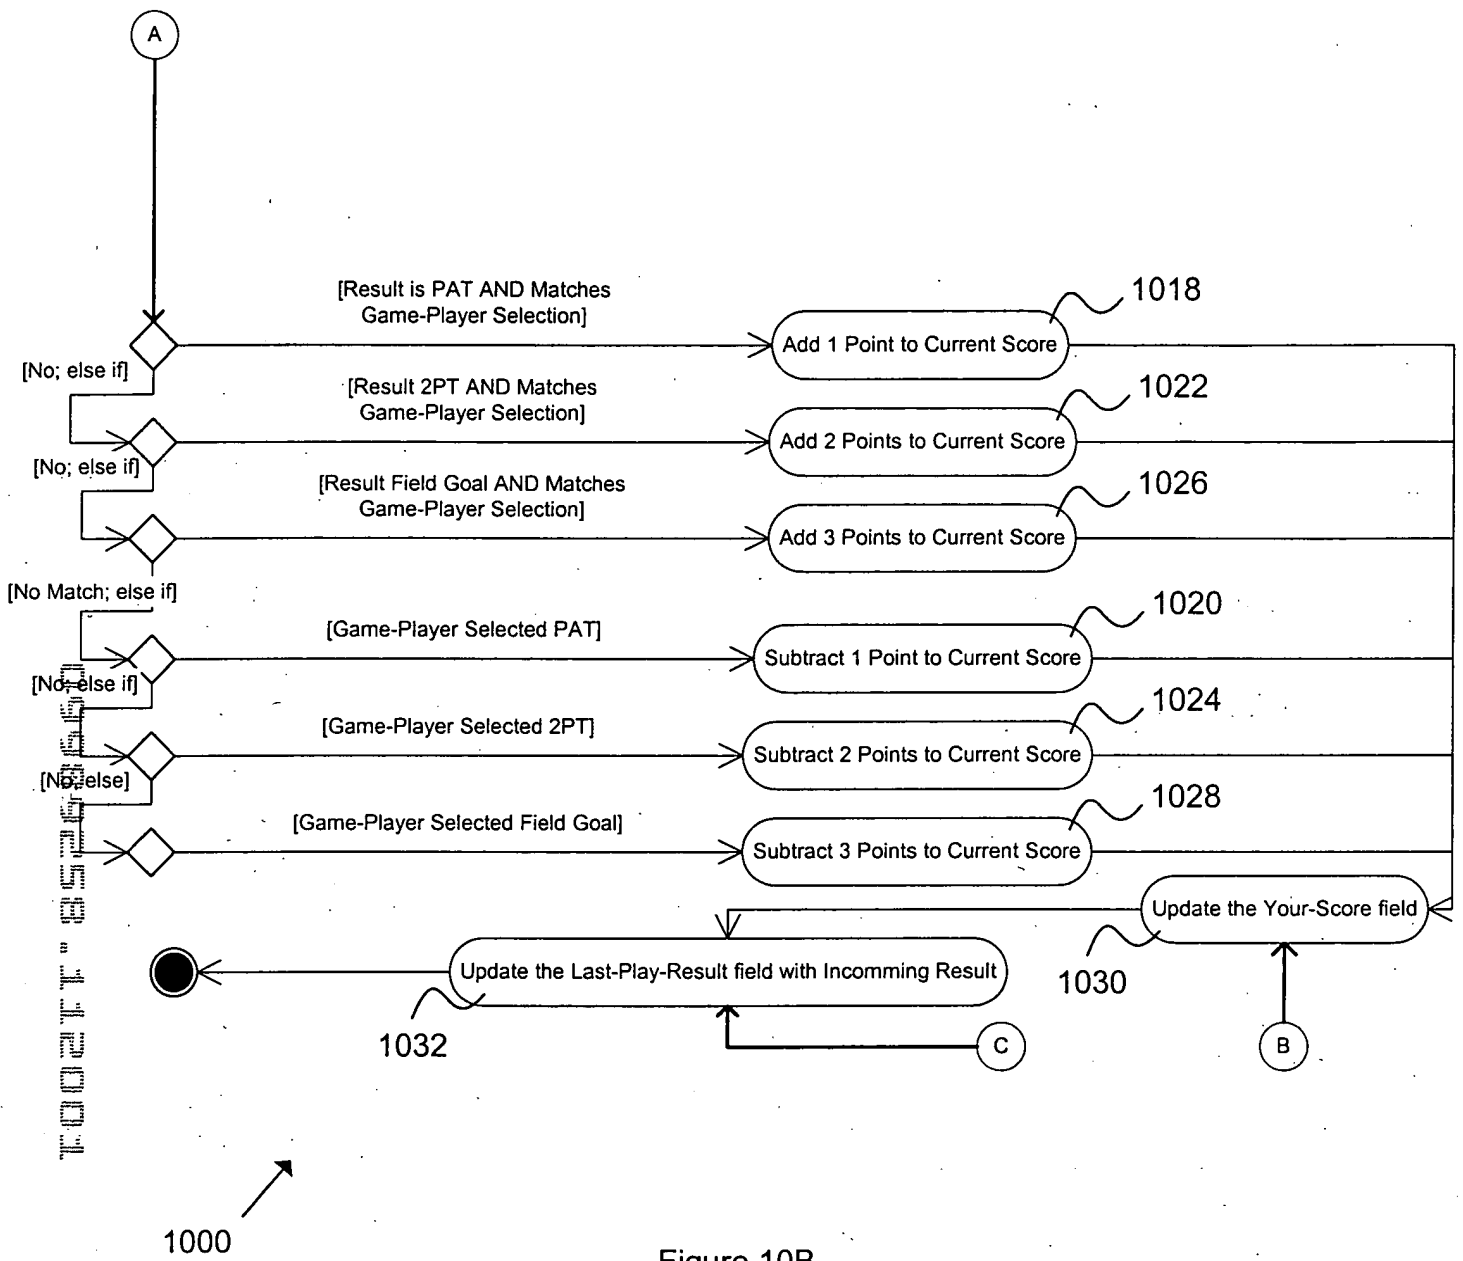 A
[Result is PAT AND Matches
Game-Player Selection]
1018
Add 1 Point to Current Score
[No; else if]
[Result 2PT AND Matches
Game-Player Selection]
1022
Add 2 Points to Current Score
[No; else if]
[Result Field Goal AND Matches
Game-Player Selection]
1026
Add 3 Points to Current Score
[No Match; else if]
[Game-Player Selected PAT]
1020
Subtract 1 Point to Current Score
[No; else if]
[Game-Player Selected 2PT]
1024
Subtract 2 Points to Current Score
[No; else]
[Game-Player Selected Field Goal]
1028
Subtract 3 Points to Current Score
Update the Your-Score field
1030
Update the Last-Play-Result field with Incomming Result
1032
C
B
1000
Figure 10B